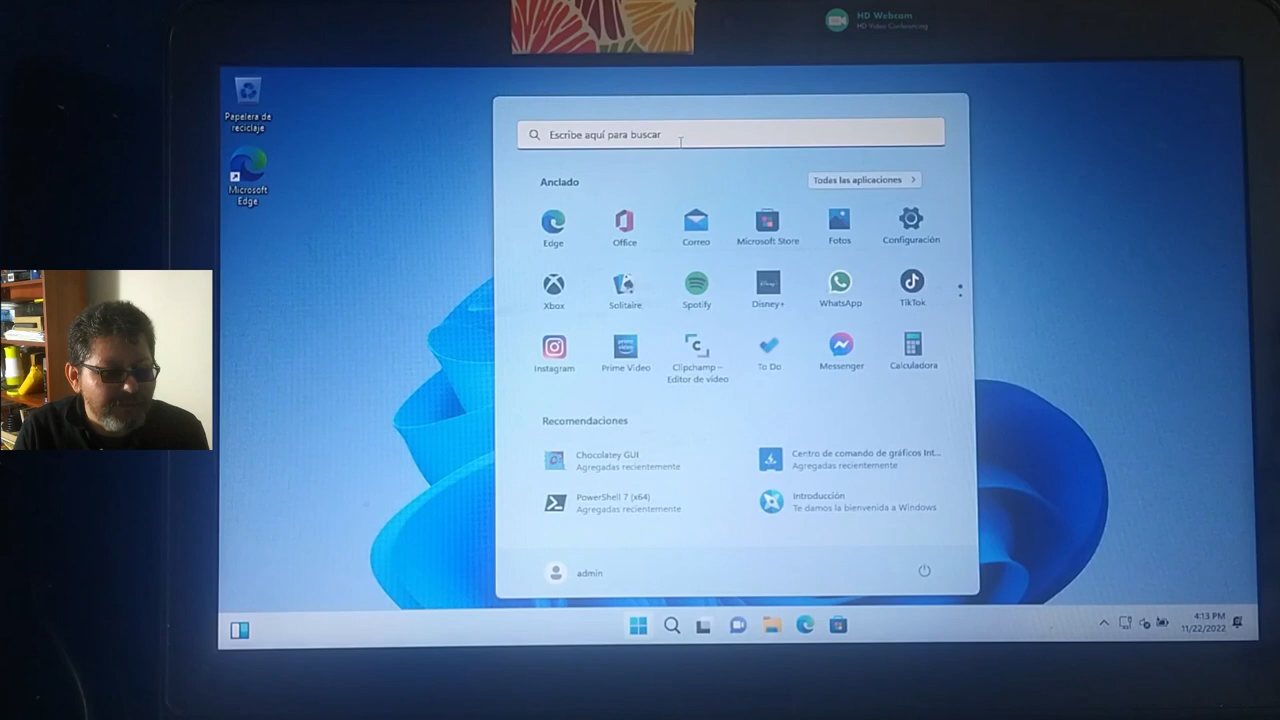 HD Webcam
HD Video Conferencing
Papelera de
reciclaje
Microsoft
Edge
Escribe aquí para buscar
Anclado
Todas las aplicaciones >
Edge
Office
Correo
Microsoft Store
Fotos
Configuración
Xbox
Solitaire
Spotify
Disney+
WhatsApp
TikTok
Instagram
Prime Video
Clipchamp –
Editor de vídeo
To Do
Messenger
Calculadora
Recomendaciones
Chocolatey GUI
Agregadas recientemente
Centro de comando de gráficos Int...
Agregadas recientemente
PowerShell 7 (x64)
Agregadas recientemente
Introducción
Te damos la bienvenida a Windows
admin
4:13 PM
11/22/2022